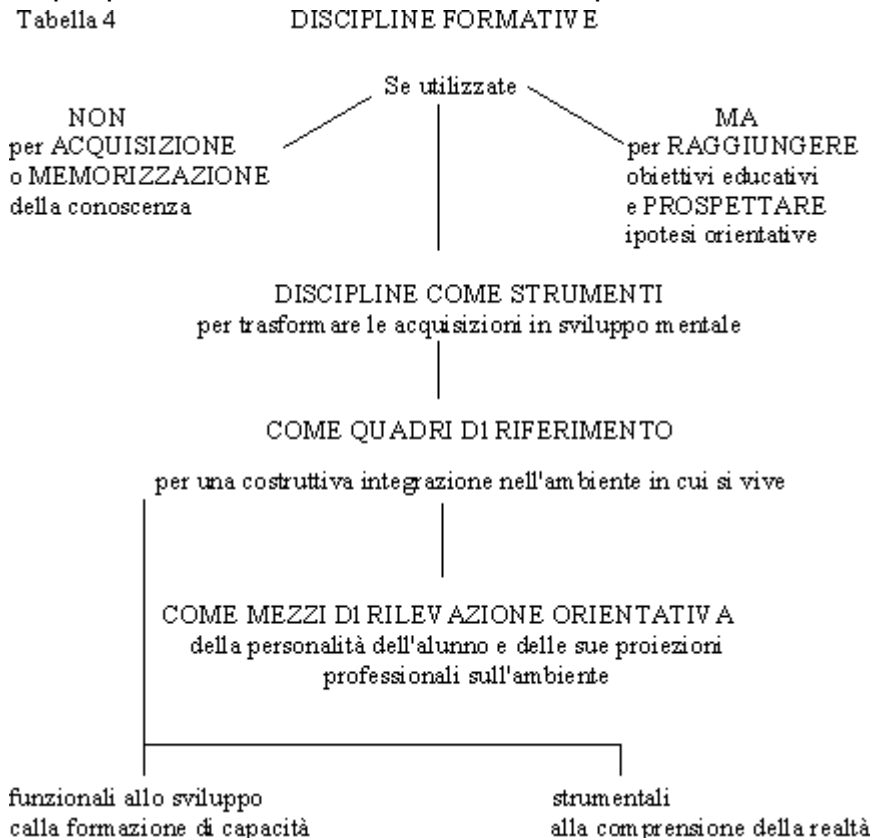 Tabella 4 DISCIPLINE FORMATIVE
Se utilizzate
NON
per ACQUISIZIONE
o MEMORIZZAZIONE
della conoscenza
MA
per RAGGIUNGERE
obiettivi educativi
e PROSPETTARE
ipotesi orientative
DISCIPLINE COME STRUMENTI
per trasformare le acquisizioni in sviluppo mentale
COME QUADRI D1 RIFERIMENTO
per una costruttiva integrazione nell'ambiente in cui si vive
COME MEZZI D1 RILEVAZIONE ORIENTATIVA
della personalità dell'alunno e delle sue proiezioni
professionali sull'ambiente
funzionali allo sviluppo
calla formazione di capacità
strumentali
alla comprensione della realtà